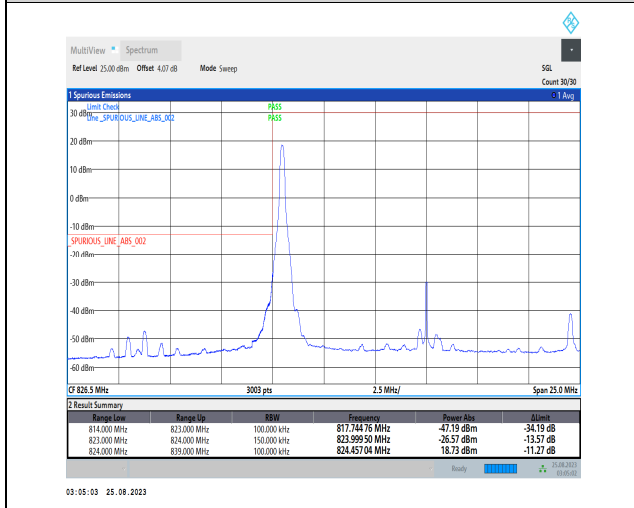 MultiView Spectrum
Ref Level 25.00 dBm Offset 4.07 dB Mode Sweep SGL
Count 30/30
1 Spurious Emissions 1 Avg
Limit Check PASS
30 dBm
Line _SPURIOUS_LINE_ABS_002 PASS
20 dBm
10 dBm
0 dBm
-10 dBm
_SPURIOUS_LINE_ABS_002
-20 dBm
-30 dBm
-40 dBm
-50 dBm
-60 dBm
CF 826.5 MHz 3003 pts 2.5 MHz/ Span 25.0 MHz
2 Result Summary
Range Low Range Up RBW Frequency Power Abs ΔLimit
814.000 MHz 823.000 MHz 100.000 kHz 817.744 76 MHz -47.19 dBm -34.19 dB
823.000 MHz 824.000 MHz 150.000 kHz 823.999 50 MHz -26.57 dBm -13.57 dB
824.000 MHz 839.000 MHz 100.000 kHz 824.457 04 MHz 18.73 dBm -11.27 dB
Ready 25.08.2023
03:05:02
03:05:03 25.08.2023